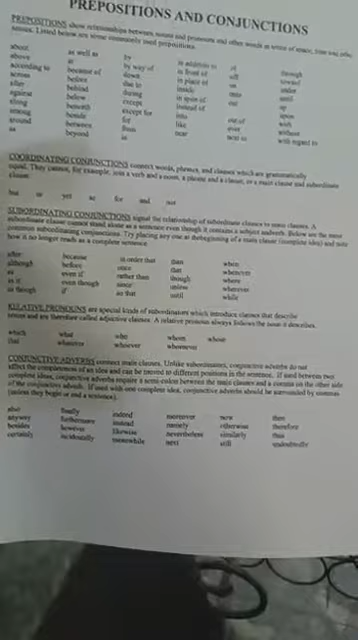 PREPOSITIONS AND CONJUNCTIONS
PREPOSITIONS show relationships between nouns and pronouns and other words in terms of space, time and other
senses. Listed below are some commonly used prepositions.
about as well as by in addition to of through
above at by way of in front of off toward
according to because of down in place of on under
across before due to inside onto until
after behind during in spite of out up
against below except instead of upon
along beneath except for into out of with
among beside for like over without
around between from near next to with regard to
as beyond in
COORDINATING CONJUNCTIONS connect words, phrases, and clauses which are grammatically
equal. They cannot, for example, join a verb and a noun, a phrase and a clause, or a main clause and subordinate
clause.
but or yet so for and nor
SUBORDINATING CONJUNCTIONS signal the relationship of subordinate clauses to main clauses. A
subordinate clause cannot stand alone as a sentence even though it contains a subject and verb. Below are the most
common subordinating conjunctions. Try placing any one at the beginning of a main clause (complete idea) and note
how it no longer reads as a complete sentence.
after because in order that than when
although before once that whenever
as even if rather than though where
as if even though since unless wherever
as though if so that until while
RELATIVE PRONOUNS are special kinds of subordinators which introduce clauses that describe
nouns and are therefore called adjective clauses. A relative pronoun always follows the noun it describes.
which what who whom whose
that whatever whoever whomever
CONJUNCTIVE ADVERBS connect main clauses. Unlike subordinators, conjunctive adverbs do not
affect the completeness of an idea and can be moved to different positions in the sentence. If used between two
complete ideas, conjunctive adverbs require a semi-colon between the main clauses and a comma on the other side
of the conjunctive adverb. If used with one complete idea, conjunctive adverbs should be surrounded by commas
(unless they begin or end a sentence).
also finally indeed moreover now then
anyway furthermore instead namely otherwise therefore
besides however likewise nevertheless similarly thus
certainly incidentally meanwhile next still undoubtedly